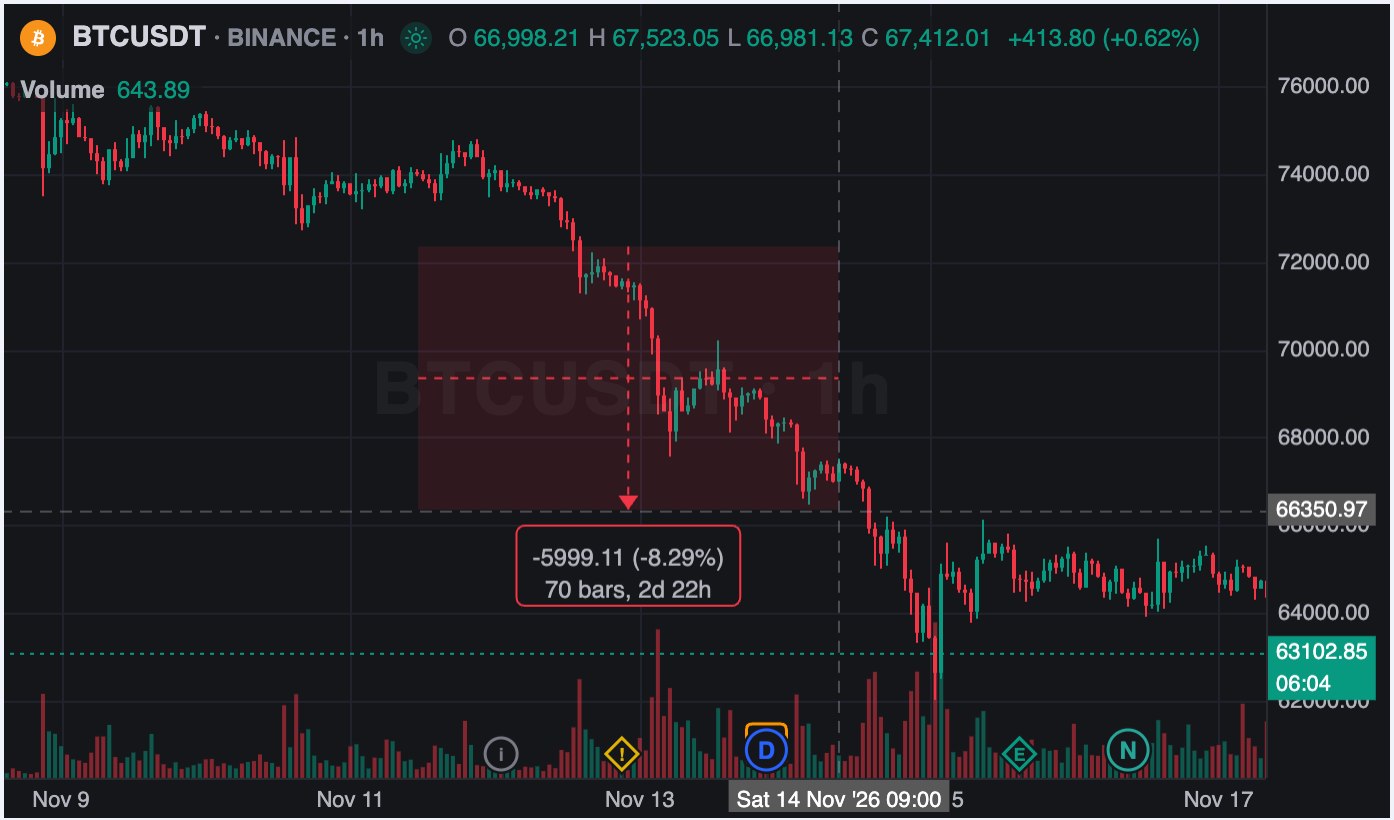 BTCUSDT · BINANCE · 1h O 66,998.21 H 67,523.05 L 66,981.13 C 67,412.01 +413.80 (+0.62%)
Volume 643.89
76000.00
74000.00
72000.00
70000.00
BTCUSDT · 1h
68000.00
66350.97
66000.00
-5999.11 (-8.29%)
70 bars, 2d 22h
64000.00
63102.85
06:04
62000.00
i ! D E N
Nov 9 Nov 11 Nov 13 Sat 14 Nov '26 09:00 5 Nov 17